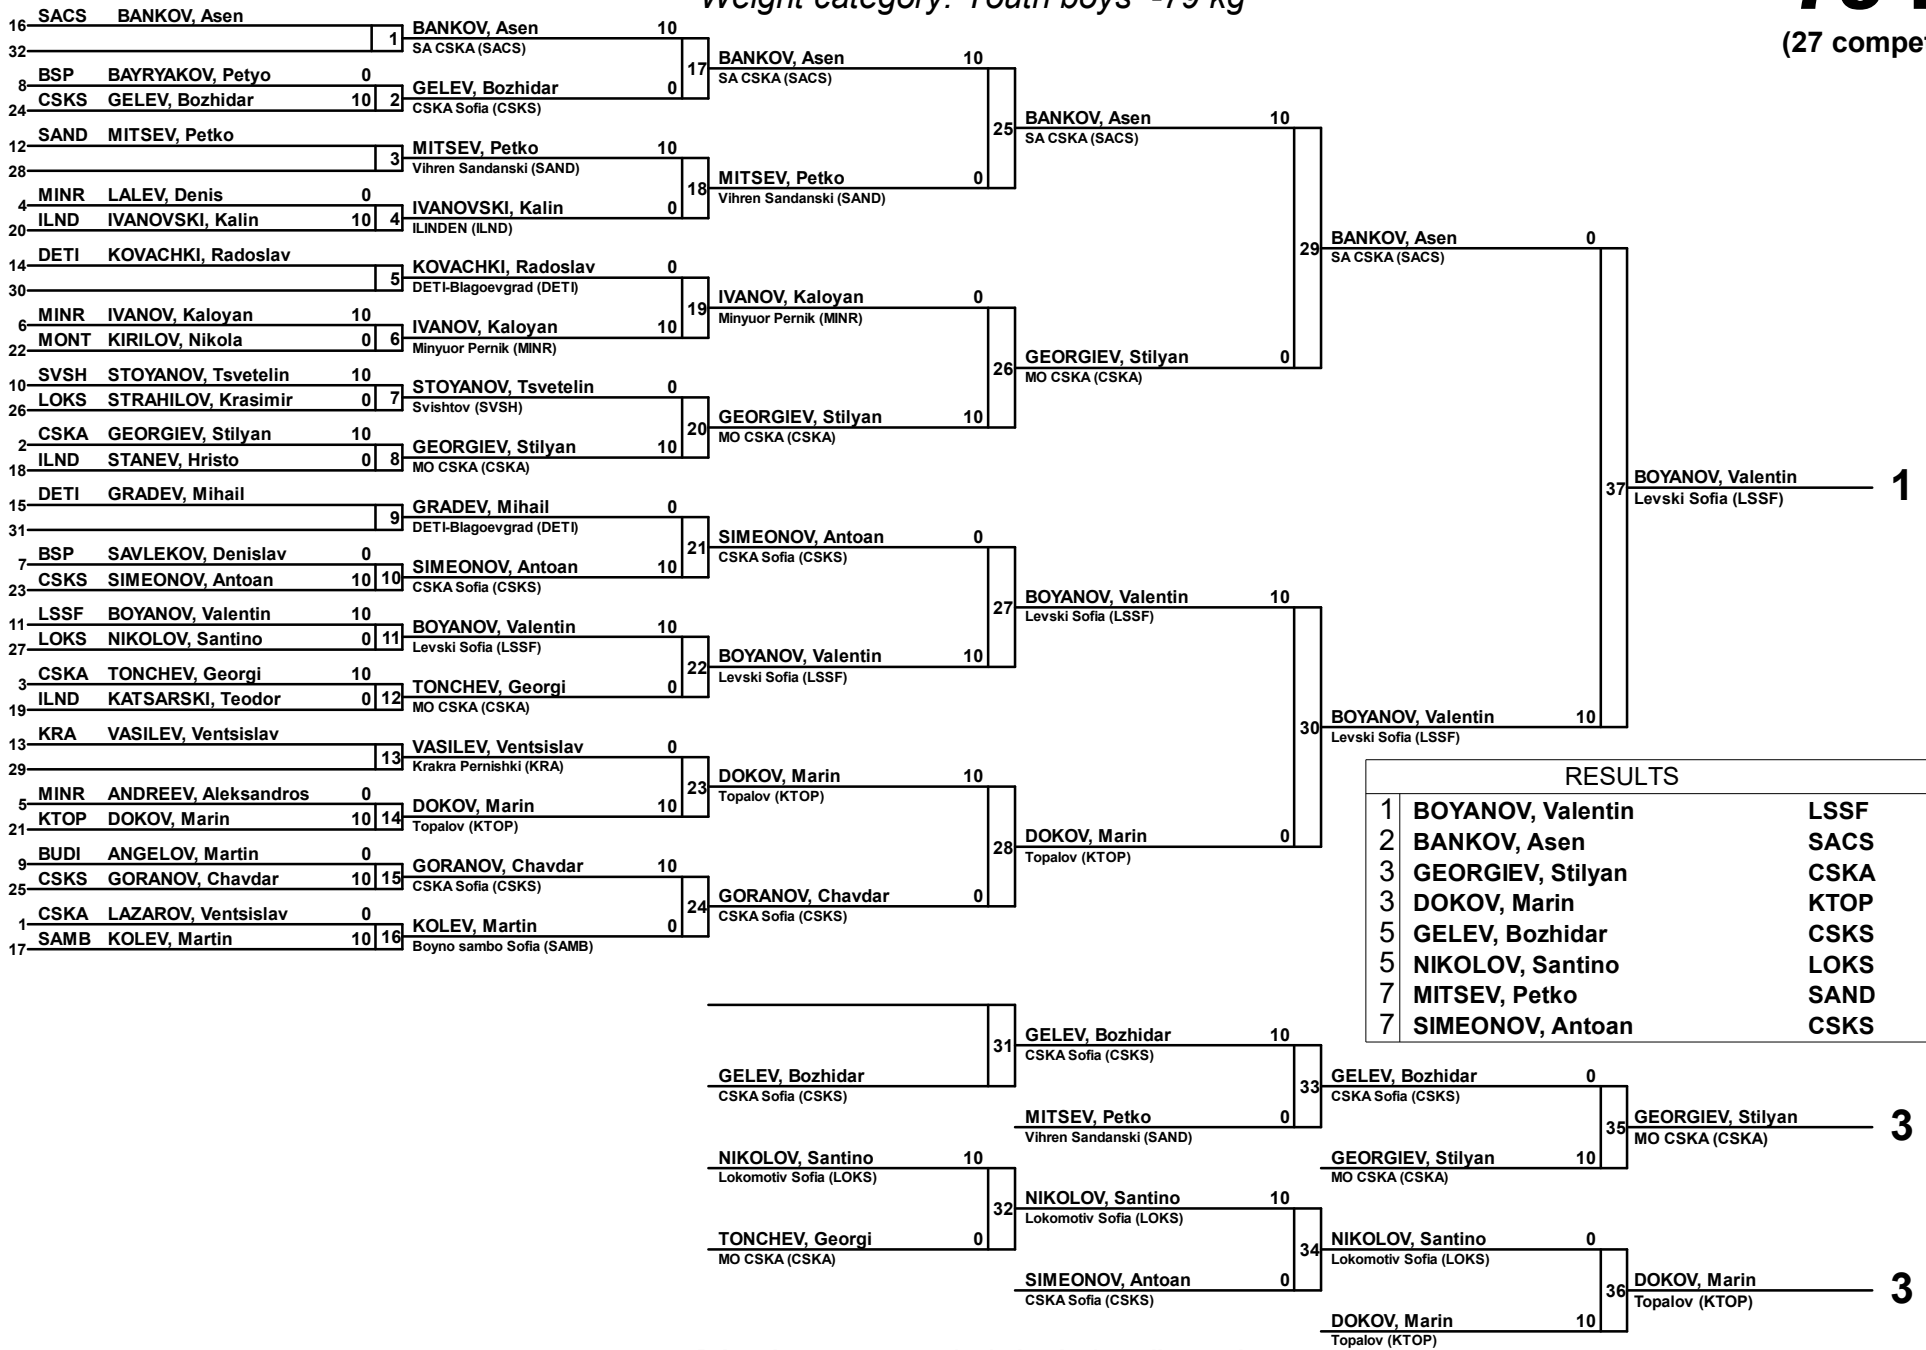 Weight category: Youth boys -79 kg
(27 compet
16 SACS BANKOV, Asen
32
1
8 BSP BAYRYAKOV, Petyo 0
24 CSKS GELEV, Bozhidar 10
2
12 SAND MITSEV, Petko
28
3
4 MINR LALEV, Denis 0
20 ILND IVANOVSKI, Kalin 10
4
14 DETI KOVACHKI, Radoslav
30
5
6 MINR IVANOV, Kaloyan 10
22 MONT KIRILOV, Nikola 0
6
10 SVSH STOYANOV, Tsvetelin 10
26 LOKS STRAHILOV, Krasimir 0
7
2 CSKA GEORGIEV, Stilyan 10
18 ILND STANEV, Hristo 0
8
15 DETI GRADEV, Mihail
31
9
7 BSP SAVLEKOV, Denislav 0
23 CSKS SIMEONOV, Antoan 10
10
11 LSSF BOYANOV, Valentin 10
27 LOKS NIKOLOV, Santino 0
11
3 CSKA TONCHEV, Georgi 10
19 ILND KATSARSKI, Teodor 0
12
13 KRA VASILEV, Ventsislav
29
13
5 MINR ANDREEV, Aleksandros 0
21 KTOP DOKOV, Marin 10
14
9 BUDI ANGELOV, Martin 0
25 CSKS GORANOV, Chavdar 10
15
1 CSKA LAZAROV, Ventsislav 0
17 SAMB KOLEV, Martin 10
16
BANKOV, Asen 10
SA CSKA (SACS)
17
GELEV, Bozhidar 0
CSKA Sofia (CSKS)
MITSEV, Petko 10
Vihren Sandanski (SAND)
18
IVANOVSKI, Kalin 0
ILINDEN (ILND)
KOVACHKI, Radoslav 0
DETI-Blagoevgrad (DETI)
19
IVANOV, Kaloyan 10
Minyuor Pernik (MINR)
STOYANOV, Tsvetelin 0
Svishtov (SVSH)
20
GEORGIEV, Stilyan 10
MO CSKA (CSKA)
GRADEV, Mihail 0
DETI-Blagoevgrad (DETI)
21
SIMEONOV, Antoan 10
CSKA Sofia (CSKS)
BOYANOV, Valentin 10
Levski Sofia (LSSF)
22
TONCHEV, Georgi 0
MO CSKA (CSKA)
VASILEV, Ventsislav 0
Krakra Pernishki (KRA)
23
DOKOV, Marin 10
Topalov (KTOP)
GORANOV, Chavdar 10
CSKA Sofia (CSKS)
24
KOLEV, Martin 0
Boyno sambo Sofia (SAMB)
BANKOV, Asen 10
SA CSKA (SACS)
25
MITSEV, Petko 0
Vihren Sandanski (SAND)
IVANOV, Kaloyan 0
Minyuor Pernik (MINR)
26
GEORGIEV, Stilyan 10
MO CSKA (CSKA)
SIMEONOV, Antoan 0
CSKA Sofia (CSKS)
27
BOYANOV, Valentin 10
Levski Sofia (LSSF)
DOKOV, Marin 10
Topalov (KTOP)
28
GORANOV, Chavdar 0
CSKA Sofia (CSKS)
BANKOV, Asen 10
SA CSKA (SACS)
29
GEORGIEV, Stilyan 0
MO CSKA (CSKA)
BOYANOV, Valentin 10
Levski Sofia (LSSF)
30
DOKOV, Marin 0
Topalov (KTOP)
BANKOV, Asen 0
SA CSKA (SACS)
37
BOYANOV, Valentin 10
Levski Sofia (LSSF)
BOYANOV, Valentin 1
Levski Sofia (LSSF)
RESULTS
1 BOYANOV, Valentin LSSF
2 BANKOV, Asen SACS
3 GEORGIEV, Stilyan CSKA
3 DOKOV, Marin KTOP
5 GELEV, Bozhidar CSKS
5 NIKOLOV, Santino LOKS
7 MITSEV, Petko SAND
7 SIMEONOV, Antoan CSKS
31
GELEV, Bozhidar
CSKA Sofia (CSKS)
NIKOLOV, Santino 10
Lokomotiv Sofia (LOKS)
32
TONCHEV, Georgi 0
MO CSKA (CSKA)
GELEV, Bozhidar 10
CSKA Sofia (CSKS)
33
MITSEV, Petko 0
Vihren Sandanski (SAND)
NIKOLOV, Santino 10
Lokomotiv Sofia (LOKS)
34
SIMEONOV, Antoan 0
CSKA Sofia (CSKS)
GELEV, Bozhidar 0
CSKA Sofia (CSKS)
35
GEORGIEV, Stilyan 10
MO CSKA (CSKA)
NIKOLOV, Santino 0
Lokomotiv Sofia (LOKS)
36
DOKOV, Marin 10
Topalov (KTOP)
GEORGIEV, Stilyan 3
MO CSKA (CSKA)
DOKOV, Marin 3
Topalov (KTOP)